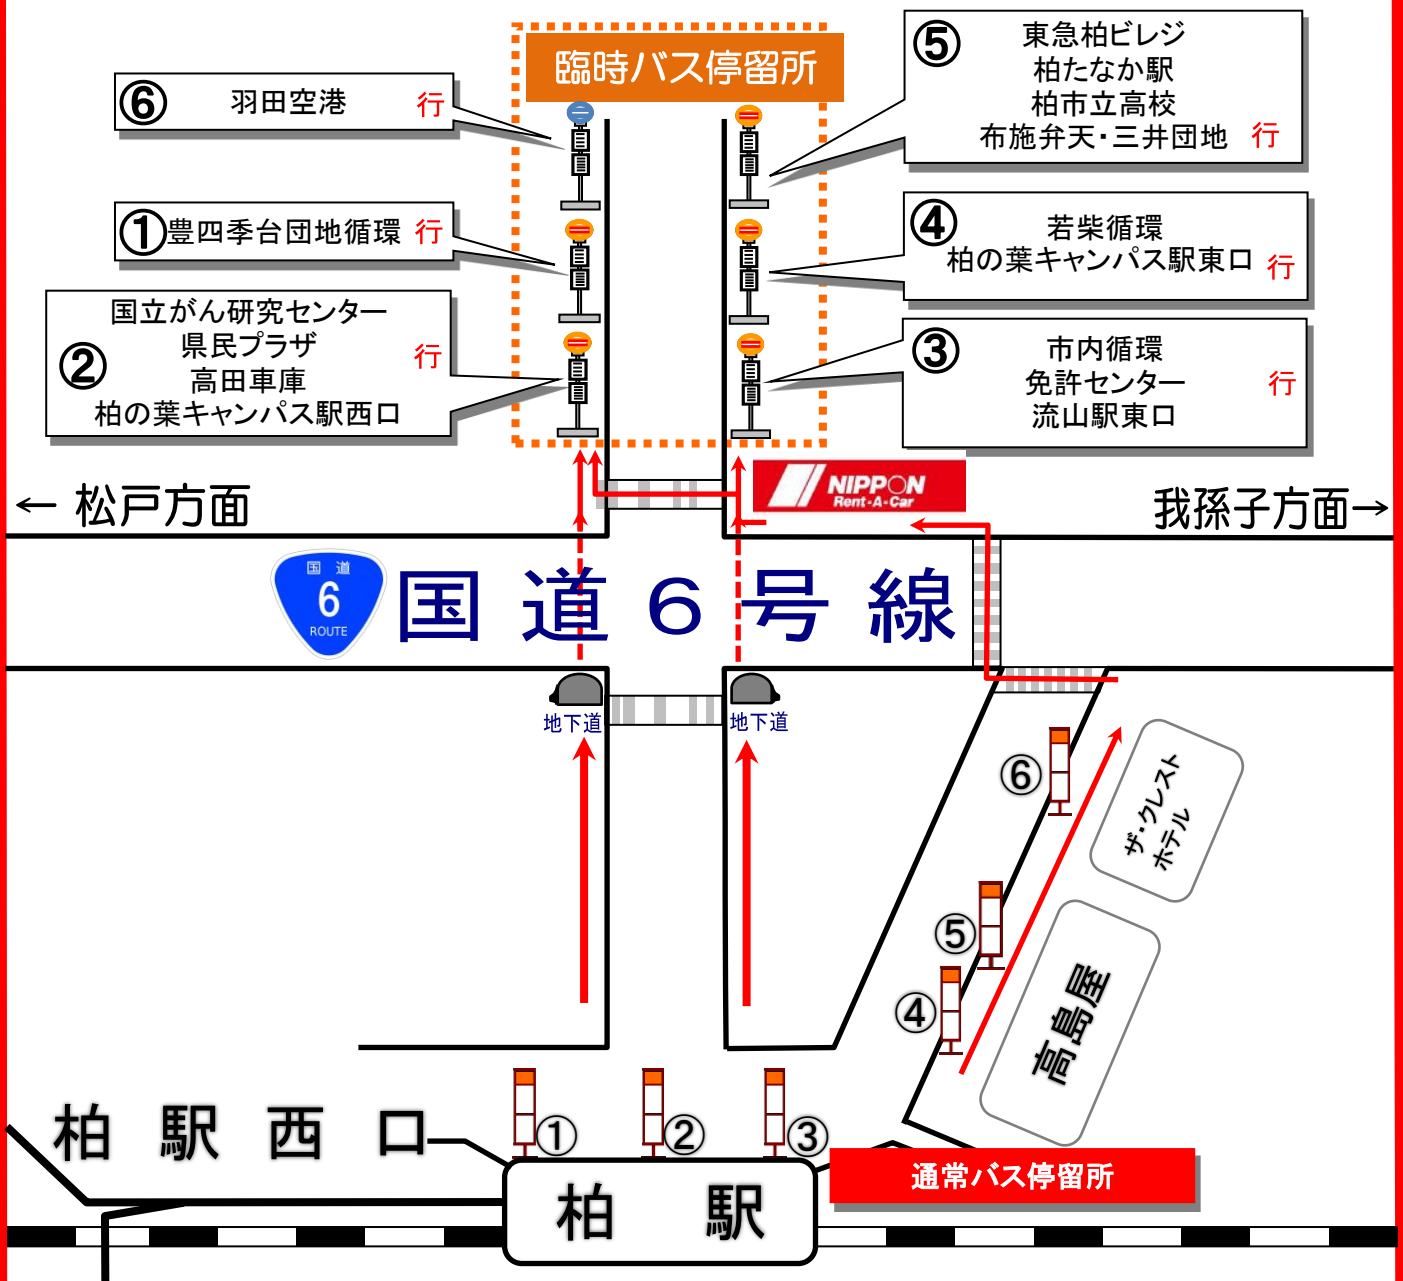 臨時バス停留所
⑥ 羽田空港 行
① 豊四季台団地循環 行
② 国立がん研究センター
県民プラザ
高田車庫
柏の葉キャンパス駅西口
行
⑤ 東急柏ビレジ
柏たなか駅
柏市立高校
布施弁天・三井団地 行
④ 若柴循環
柏の葉キャンパス駅東口 行
③ 市内循環
免許センター
流山駅東口
行
NIPPON
Rent-A-Car
← 松戸方面
我孫子方面→
国道
6
ROUTE
国道6号線
地下道
地下道
⑥
ザ・クレスト
ホテル
⑤
④
高島屋
柏駅西口
①
②
③
通常バス停留所
柏駅